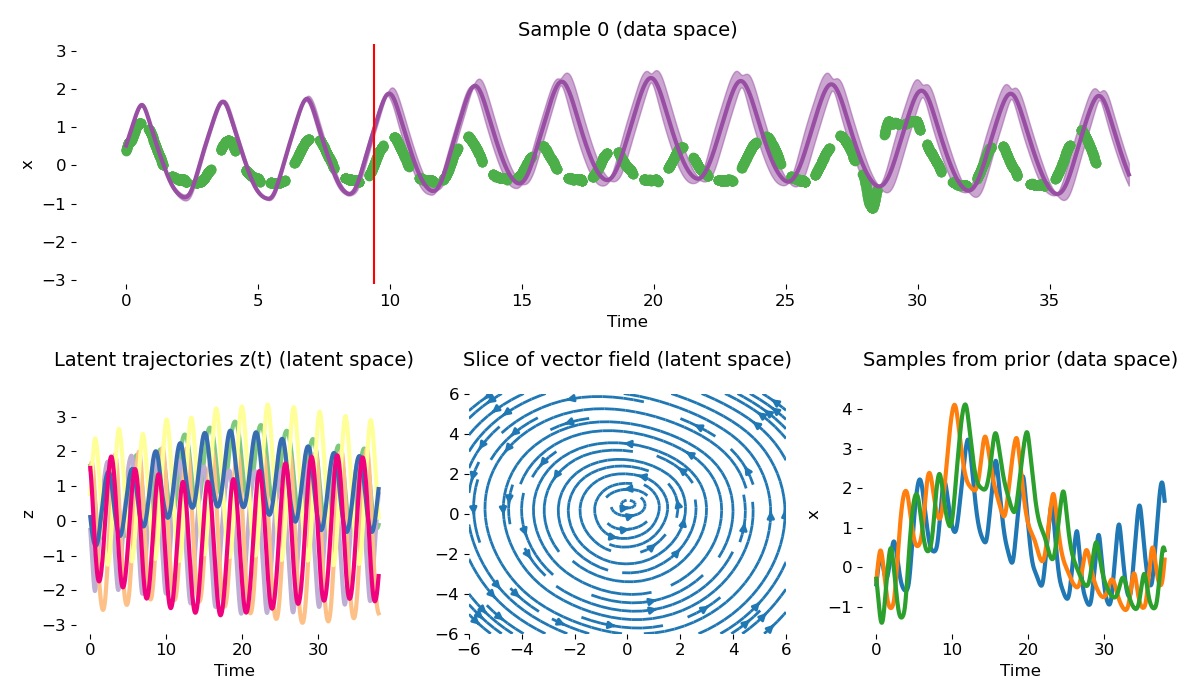 Sample 0 (data space)
3
2
1
0
−1
−2
−3
x
0 5 10 15 20 25 30 35
Time
Latent trajectories z(t) (latent space)
3
2
1
0
−1
−2
−3
z
0 10 20 30
Time
Slice of vector field (latent space)
6
4
2
0
−2
−4
−6
−6 −4 −2 0 2 4 6
Samples from prior (data space)
4
3
2
1
0
−1
x
0 10 20 30
Time